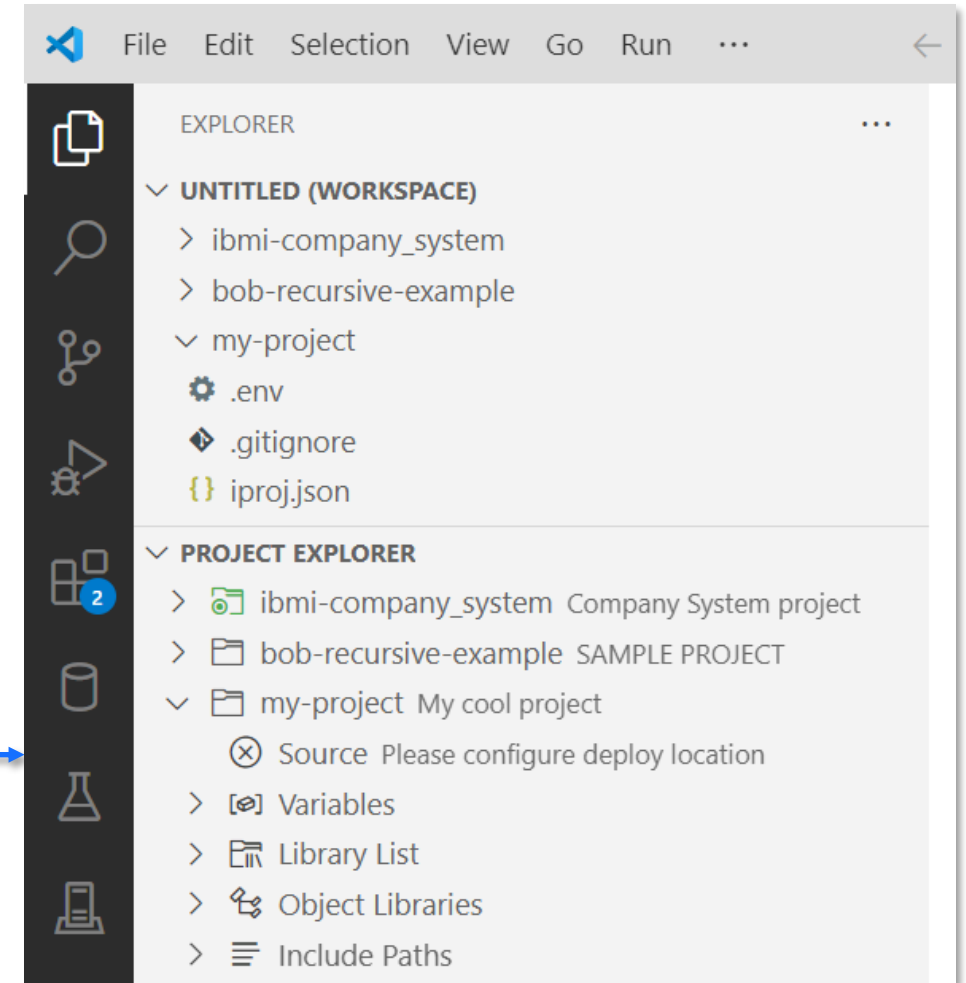 File Edit Selection View Go Run ...
EXPLORER ...
UNTITLED (WORKSPACE)
ibmi-company_system
bob-recursive-example
my-project
.env
.gitignore
{} iproj.json
PROJECT EXPLORER
2
ibmi-company_system Company System project
bob-recursive-example SAMPLE PROJECT
my-project My cool project
Source Please configure deploy location
Variables
Library List
Object Libraries
Include Paths